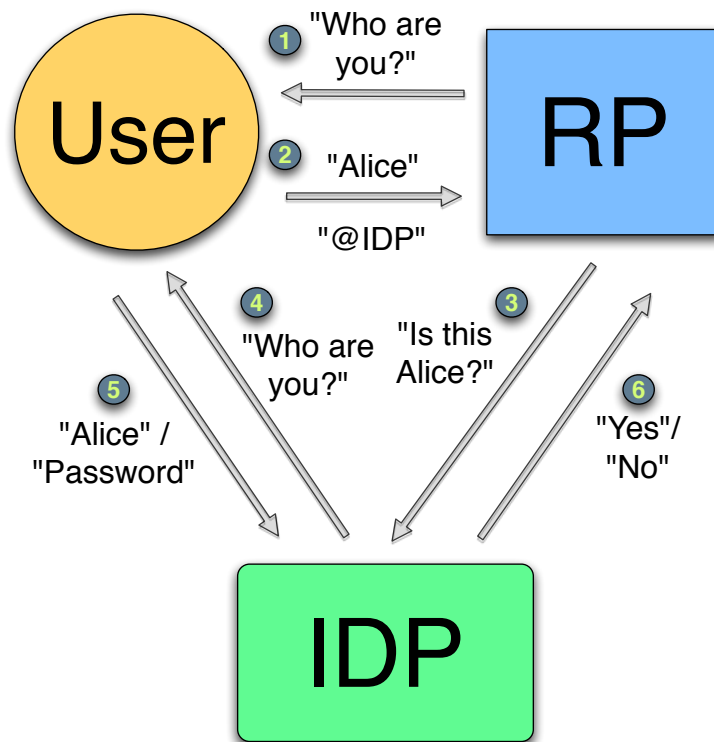 1
"Who are
you?"
User
RP
2
"Alice"
"@IDP"
4
"Who are
you?"
3
"Is this
Alice?"
5
"Alice" /
"Password"
6
"Yes"/
"No"
IDP